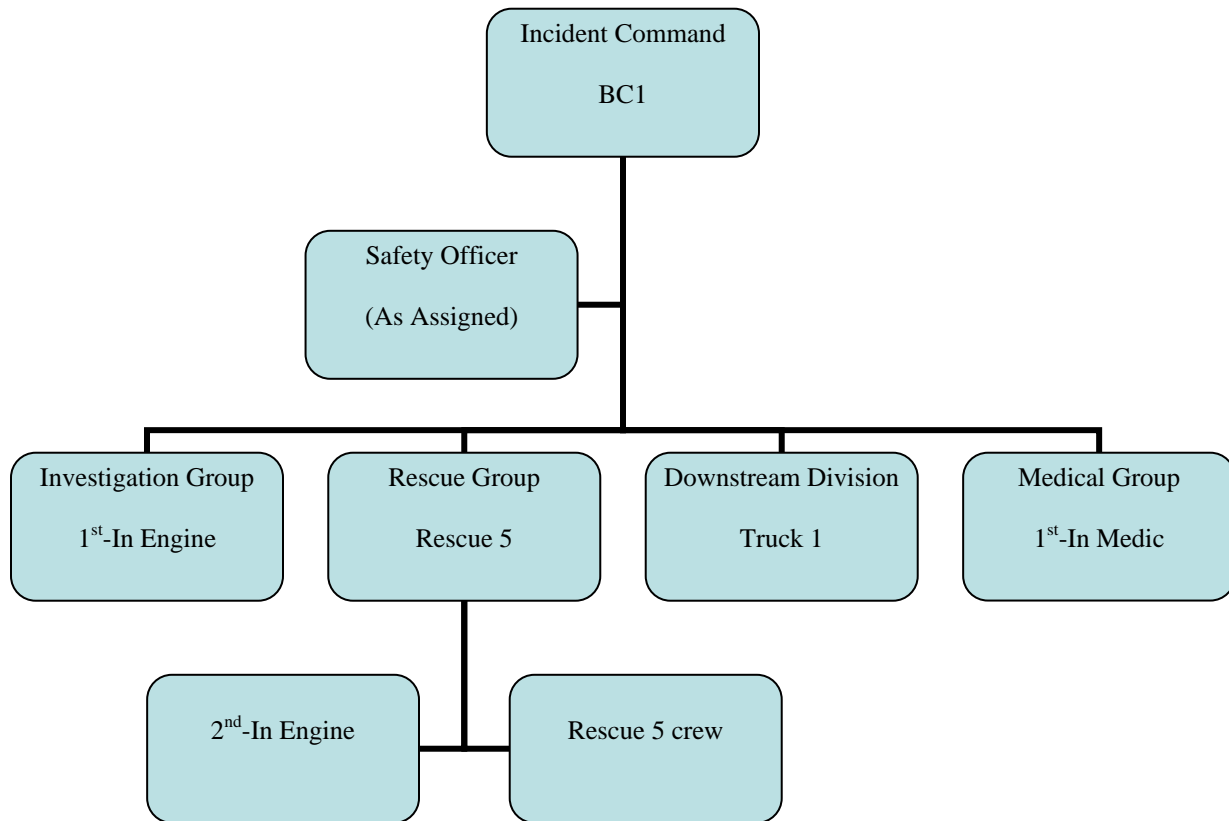 Incident Command
BC1
Safety Officer
(As Assigned)
Investigation Group
1st-In Engine
Rescue Group
Rescue 5
Downstream Division
Truck 1
Medical Group
1st-In Medic
2nd-In Engine
Rescue 5 crew